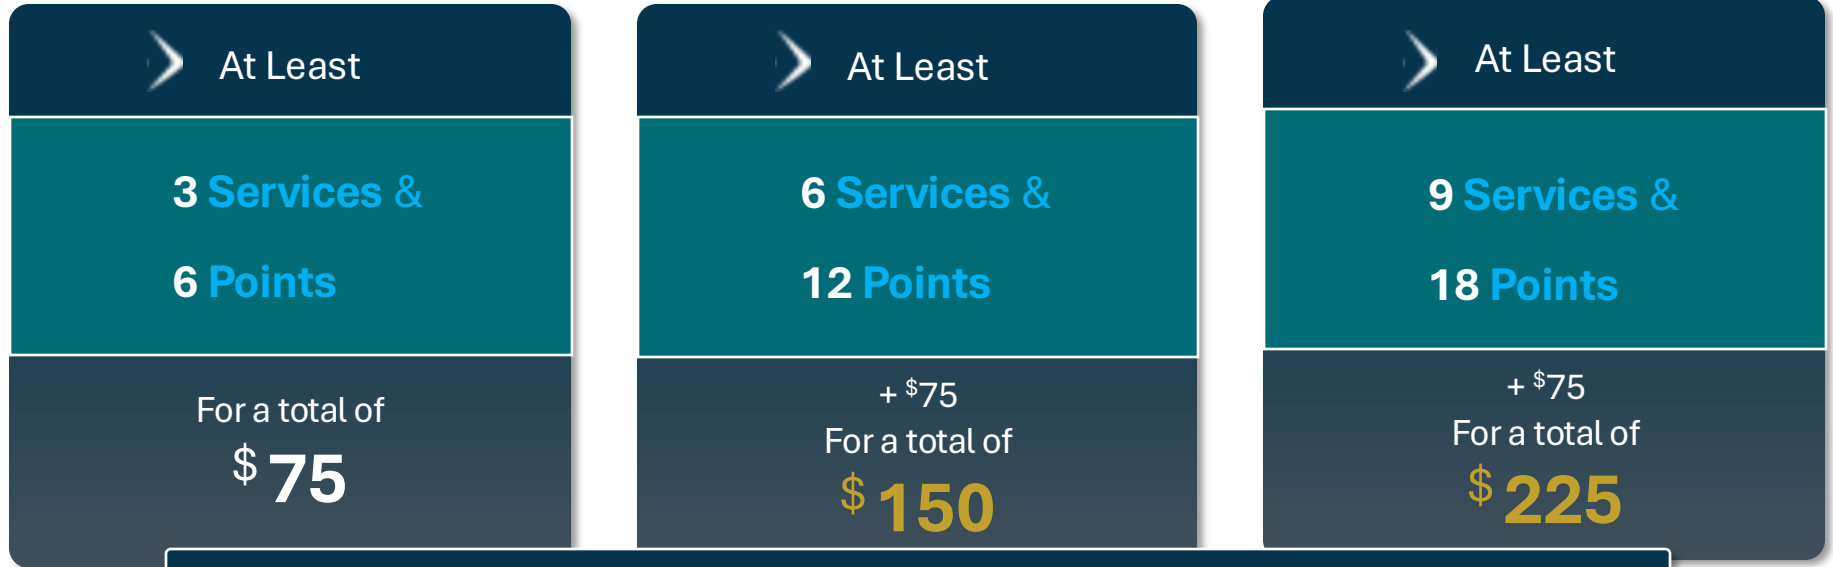 At Least
3 Services &
6 Points
For a total of
$ 75
At Least
6 Services &
12 Points
+ $75
For a total of
$ 150
At Least
9 Services &
18 Points
+ $75
For a total of
$ 225